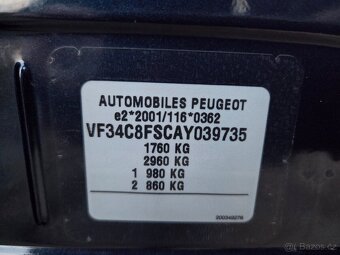 AUTOMOBILES PEUGEOT
e2*2001/116*0362
VF34C8FSCAY039735
1760 KG
2960 KG
1 980 KG
2 860 KG